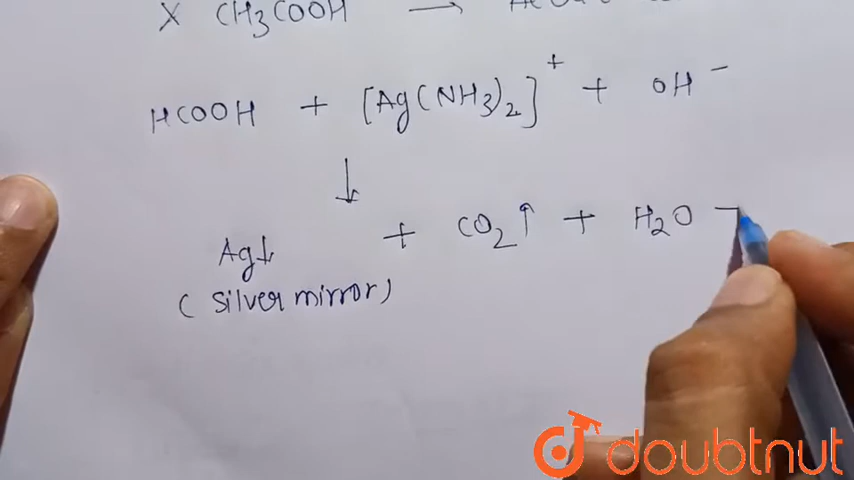 X CH3COOH ⟶
HCOOH + [Ag(NH3)2]+ + OH−
↓
Ag↓ + CO2↑ + H2O −
(silver mirror)
doubtnut